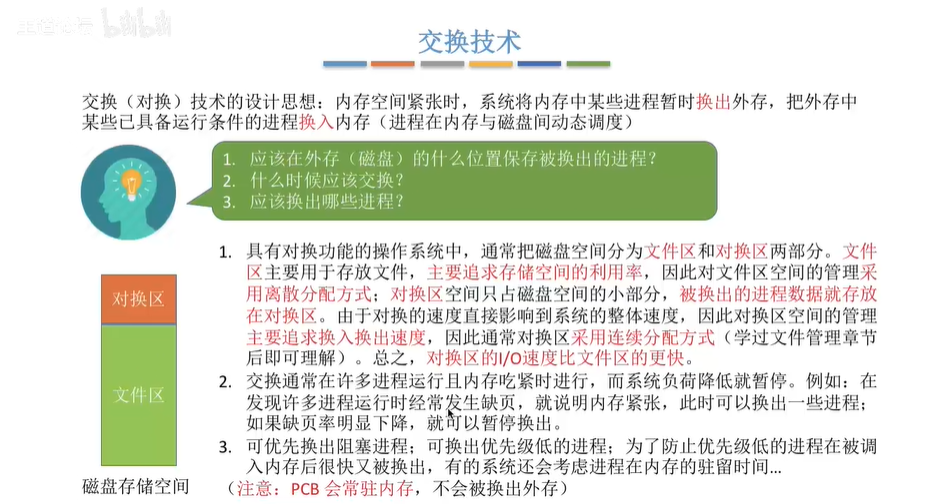 bilibili
交换技术
交换（对换）技术的设计思想：内存空间紧张时，系统将内存中某些进程暂时换出外存，把外存中
某些已具备运行条件的进程换入内存（进程在内存与磁盘间动态调度）
1. 应该在外存（磁盘）的什么位置保存被换出的进程？
2. 什么时候应该交换？
3. 应该换出哪些进程？
1. 具有对换功能的操作系统中，通常把磁盘空间分为文件区和对换区两部分。文件
区主要用于存放文件，主要追求存储空间的利用率，因此对文件区空间的管理采
用离散分配方式；对换区空间只占磁盘空间的小部分，被换出的进程数据就存放
在对换区。由于对换的速度直接影响到系统的整体速度，因此对换区空间的管理
主要追求换入换出速度，因此通常对换区采用连续分配方式（学过文件管理章节
后即可理解）。总之，对换区的I/O速度比文件区的更快。
2. 交换通常在许多进程运行且内存吃紧时进行，而系统负荷降低就暂停。例如：在
发现许多进程运行时经常发生缺页，就说明内存紧张，此时可以换出一些进程；
如果缺页率明显下降，就可以暂停换出。
3. 可优先换出阻塞进程；可换出优先级低的进程；为了防止优先级低的进程在被调
入内存后很快又被换出，有的系统还会考虑进程在内存的驻留时间...
（注意：PCB 会常驻内存，不会被换出外存）
对换区
文件区
磁盘存储空间